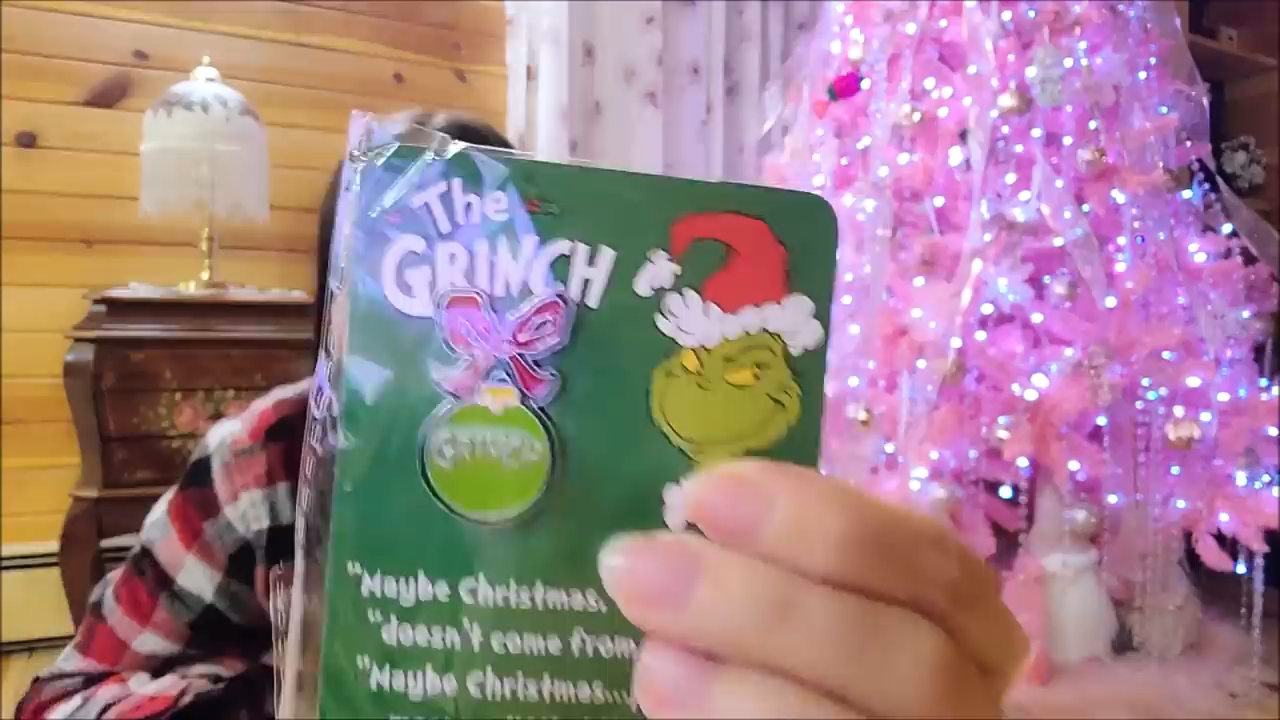 The
GRINCH
GRINCH
"Maybe Christmas,
"doesn't come from
"Maybe Christmas...